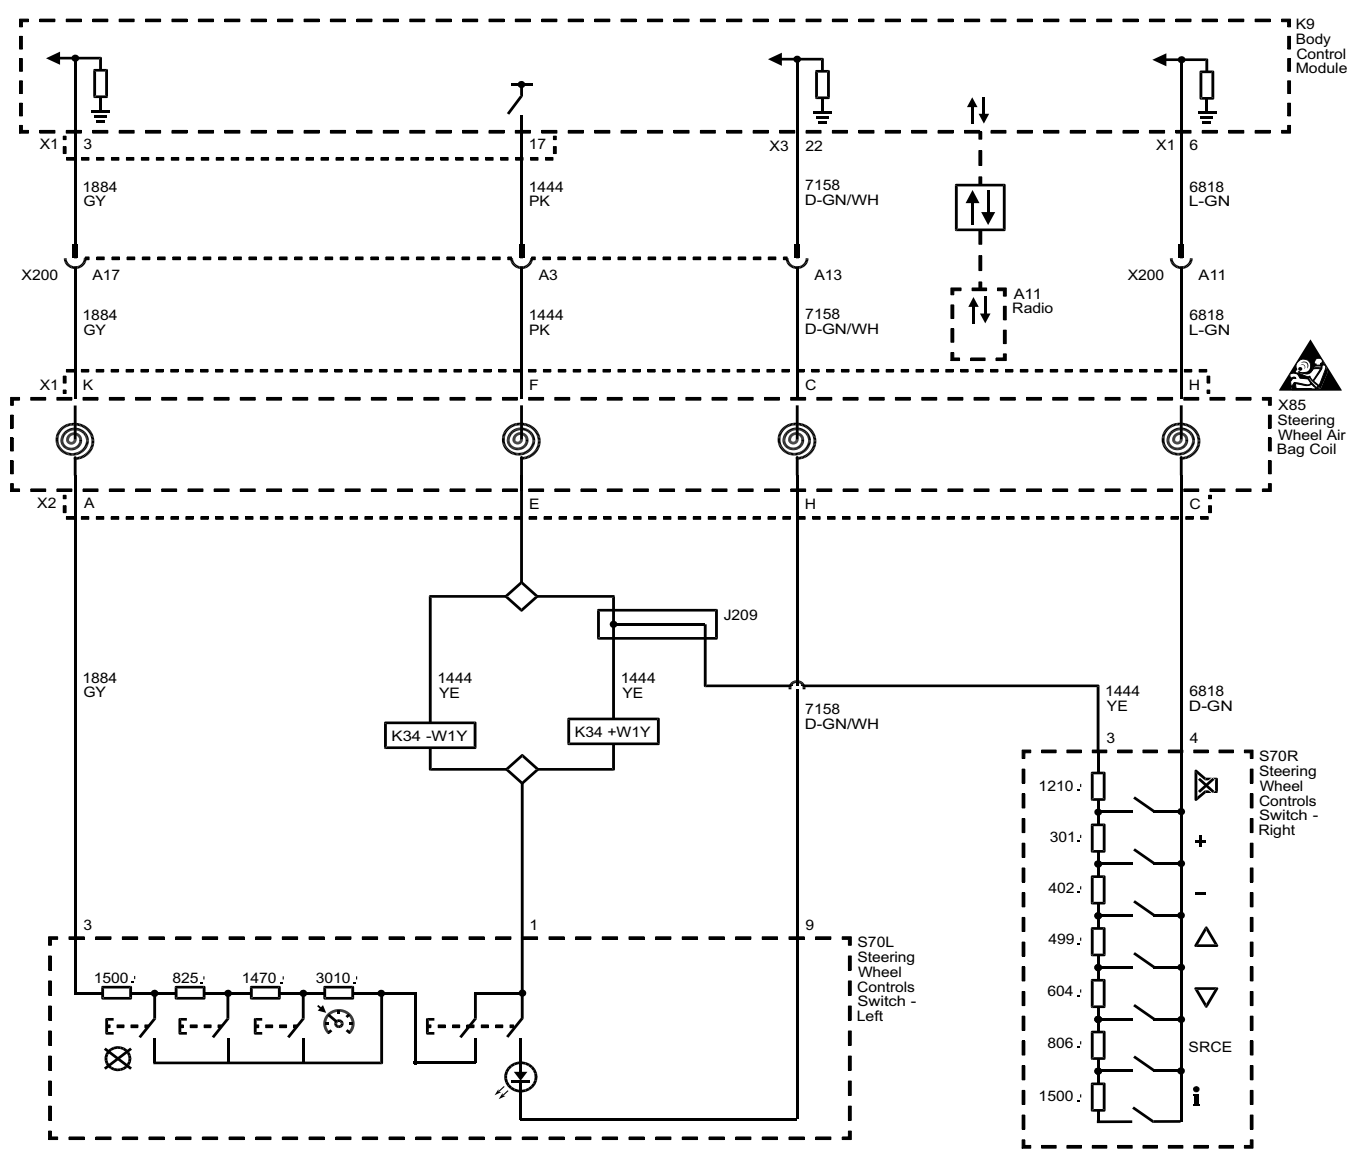 K9
Body
Control
Module
X1 3 17 X3 22 X1 6
1884
GY
1444
PK
7158
D-GN/WH
6818
L-GN
X200 A17 A3 A13 X200 A11
A11
Radio
1884
GY
1444
PK
7158
D-GN/WH
6818
L-GN
X1 K F C H
X85
Steering
Wheel Air
Bag Coil
X2 A E H C
J209
1884
GY
1444
YE
1444
YE
1444
YE
6818
D-GN
7158
D-GN/WH
K34 -W1Y
K34 +W1Y
3 4
S70R
Steering
Wheel
Controls
Switch -
Right
1210
301 +
402 –
499
604
806 SRCE
1500 i
3 1 9
S70L
Steering
Wheel
Controls
Switch -
Left
1500 825 1470 3010